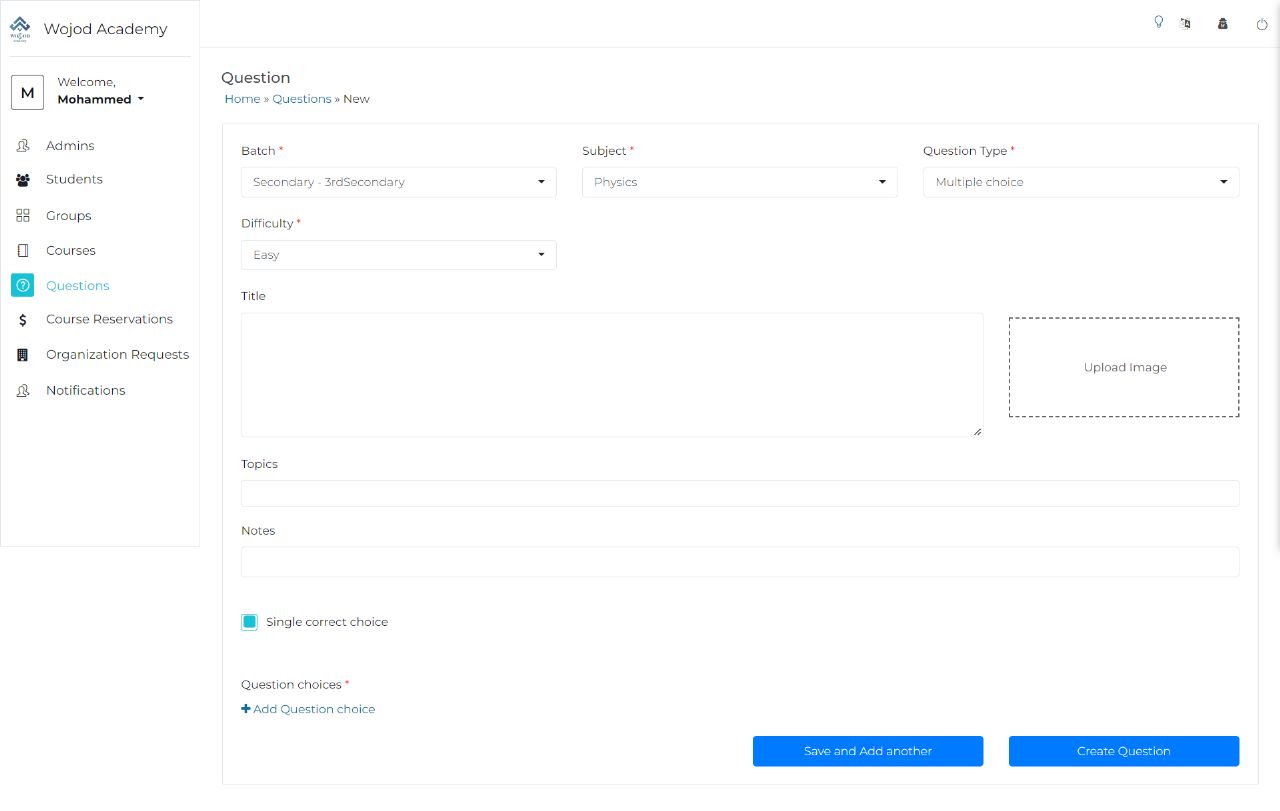 Wojod Academy
WOJOD
M
Welcome,
Mohammed
Admins
Students
Groups
Courses
Questions
Course Reservations
Organization Requests
Notifications
Question
Home » Questions » New
Batch *
Subject *
Question Type *
Secondary - 3rdSecondary
Physics
Multiple choice
Difficulty *
Easy
Title
Upload Image
Topics
Notes
Single correct choice
Question choices *
Add Question choice
Save and Add another
Create Question